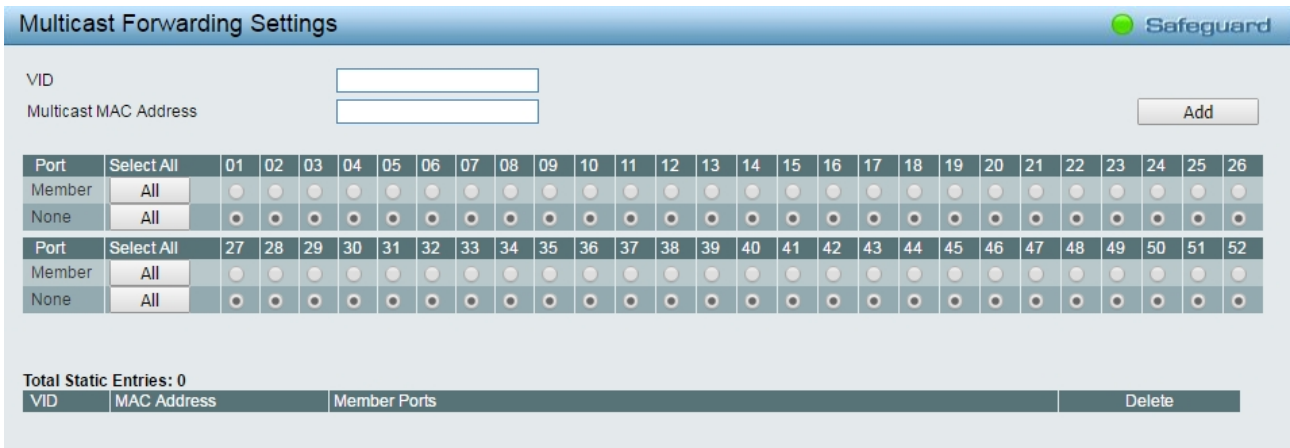 Multicast Forwarding Settings Safeguard
VID
Multicast MAC Address Add
Port Select All 01 02 03 04 05 06 07 08 09 10 11 12 13 14 15 16 17 18 19 20 21 22 23 24 25 26
Member All
None All
Port Select All 27 28 29 30 31 32 33 34 35 36 37 38 39 40 41 42 43 44 45 46 47 48 49 50 51 52
Member All
None All
Total Static Entries: 0
VID MAC Address Member Ports Delete